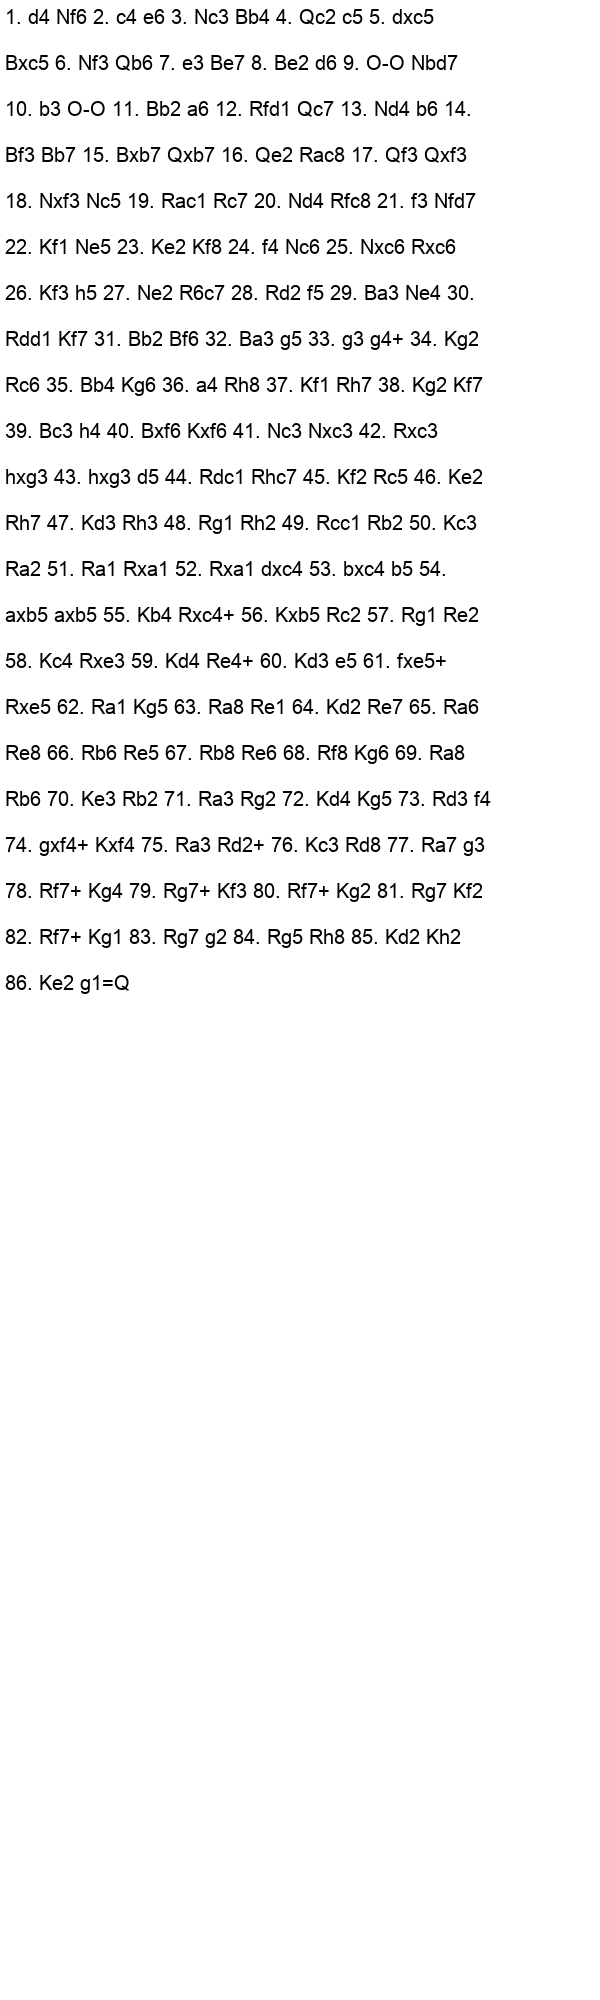 1. d4 Nf6 2. c4 e6 3. Nc3 Bb4 4. Qc2 c5 5. dxc5
Bxc5 6. Nf3 Qb6 7. e3 Be7 8. Be2 d6 9. O-O Nbd7
10. b3 O-O 11. Bb2 a6 12. Rfd1 Qc7 13. Nd4 b6 14.
Bf3 Bb7 15. Bxb7 Qxb7 16. Qe2 Rac8 17. Qf3 Qxf3
18. Nxf3 Nc5 19. Rac1 Rc7 20. Nd4 Rfc8 21. f3 Nfd7
22. Kf1 Ne5 23. Ke2 Kf8 24. f4 Nc6 25. Nxc6 Rxc6
26. Kf3 h5 27. Ne2 R6c7 28. Rd2 f5 29. Ba3 Ne4 30.
Rdd1 Kf7 31. Bb2 Bf6 32. Ba3 g5 33. g3 g4+ 34. Kg2
Rc6 35. Bb4 Kg6 36. a4 Rh8 37. Kf1 Rh7 38. Kg2 Kf7
39. Bc3 h4 40. Bxf6 Kxf6 41. Nc3 Nxc3 42. Rxc3
hxg3 43. hxg3 d5 44. Rdc1 Rhc7 45. Kf2 Rc5 46. Ke2
Rh7 47. Kd3 Rh3 48. Rg1 Rh2 49. Rcc1 Rb2 50. Kc3
Ra2 51. Ra1 Rxa1 52. Rxa1 dxc4 53. bxc4 b5 54.
axb5 axb5 55. Kb4 Rxc4+ 56. Kxb5 Rc2 57. Rg1 Re2
58. Kc4 Rxe3 59. Kd4 Re4+ 60. Kd3 e5 61. fxe5+
Rxe5 62. Ra1 Kg5 63. Ra8 Re1 64. Kd2 Re7 65. Ra6
Re8 66. Rb6 Re5 67. Rb8 Re6 68. Rf8 Kg6 69. Ra8
Rb6 70. Ke3 Rb2 71. Ra3 Rg2 72. Kd4 Kg5 73. Rd3 f4
74. gxf4+ Kxf4 75. Ra3 Rd2+ 76. Kc3 Rd8 77. Ra7 g3
78. Rf7+ Kg4 79. Rg7+ Kf3 80. Rf7+ Kg2 81. Rg7 Kf2
82. Rf7+ Kg1 83. Rg7 g2 84. Rg5 Rh8 85. Kd2 Kh2
86. Ke2 g1=Q